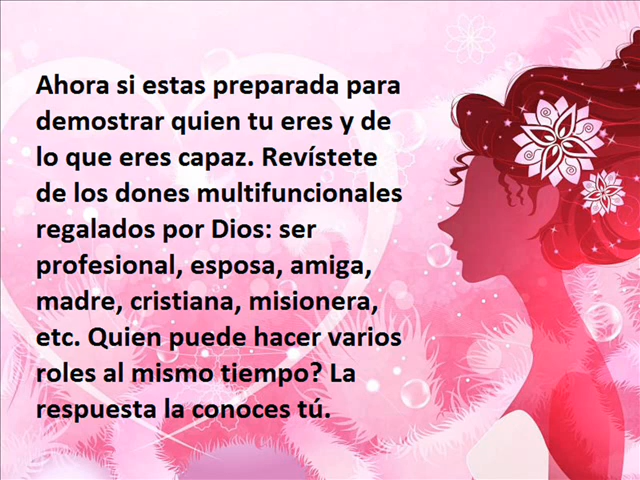 Ahora si estas preparada para
demostrar quien tu eres y de
lo que eres capaz. Revístete
de los dones multifuncionales
regalados por Dios: ser
profesional, esposa, amiga,
madre, cristiana, misionera,
etc. Quien puede hacer varios
roles al mismo tiempo? La
respuesta la conoces tú.